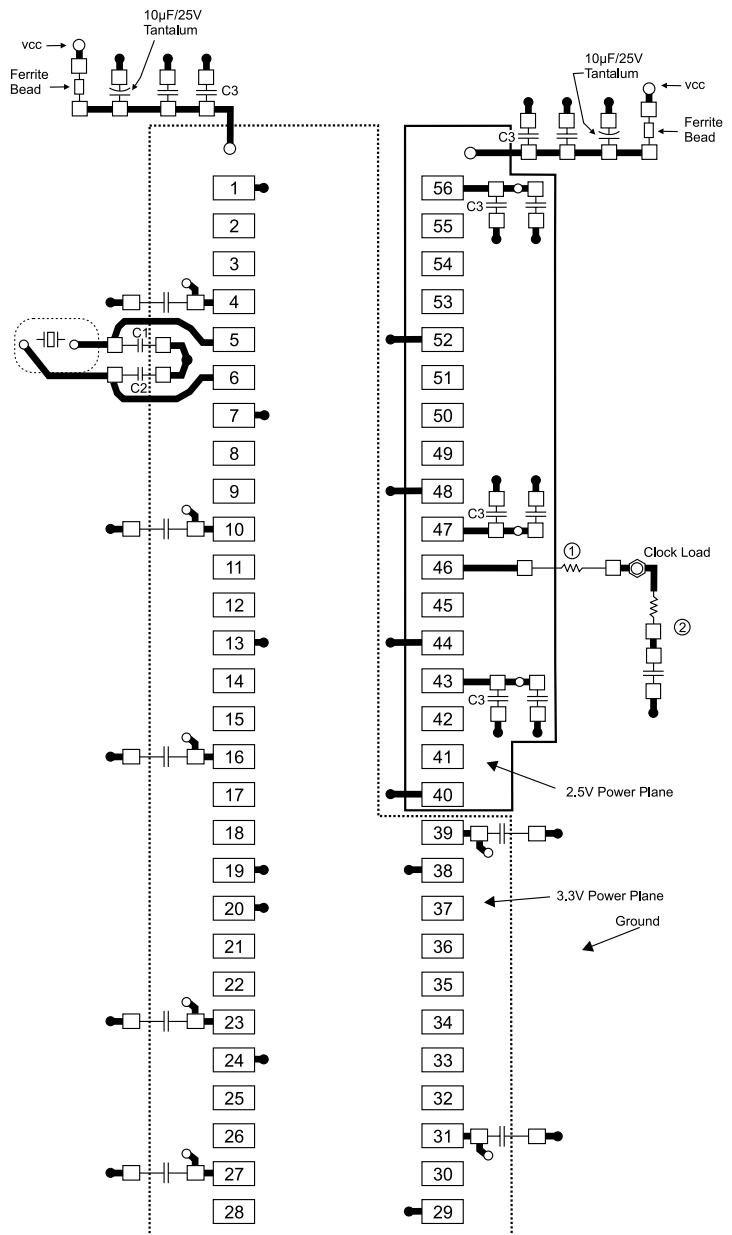 10µF/25V
Tantalum
vcc
Ferrite
Bead
C3
10µF/25V
Tantalum
vcc
C3
Ferrite
Bead
1
56
C3
2
55
3
54
4
53
C1
5
52
C2
6
51
7
50
8
49
9
48
C3
10
47
①
Clock Load
11
46
12
45
②
13
44
14
43
C3
15
42
16
41
17
40
2.5V Power Plane
18
39
19
38
20
37
3.3V Power Plane
Ground
21
36
22
35
23
34
24
33
25
32
26
31
27
30
28
29